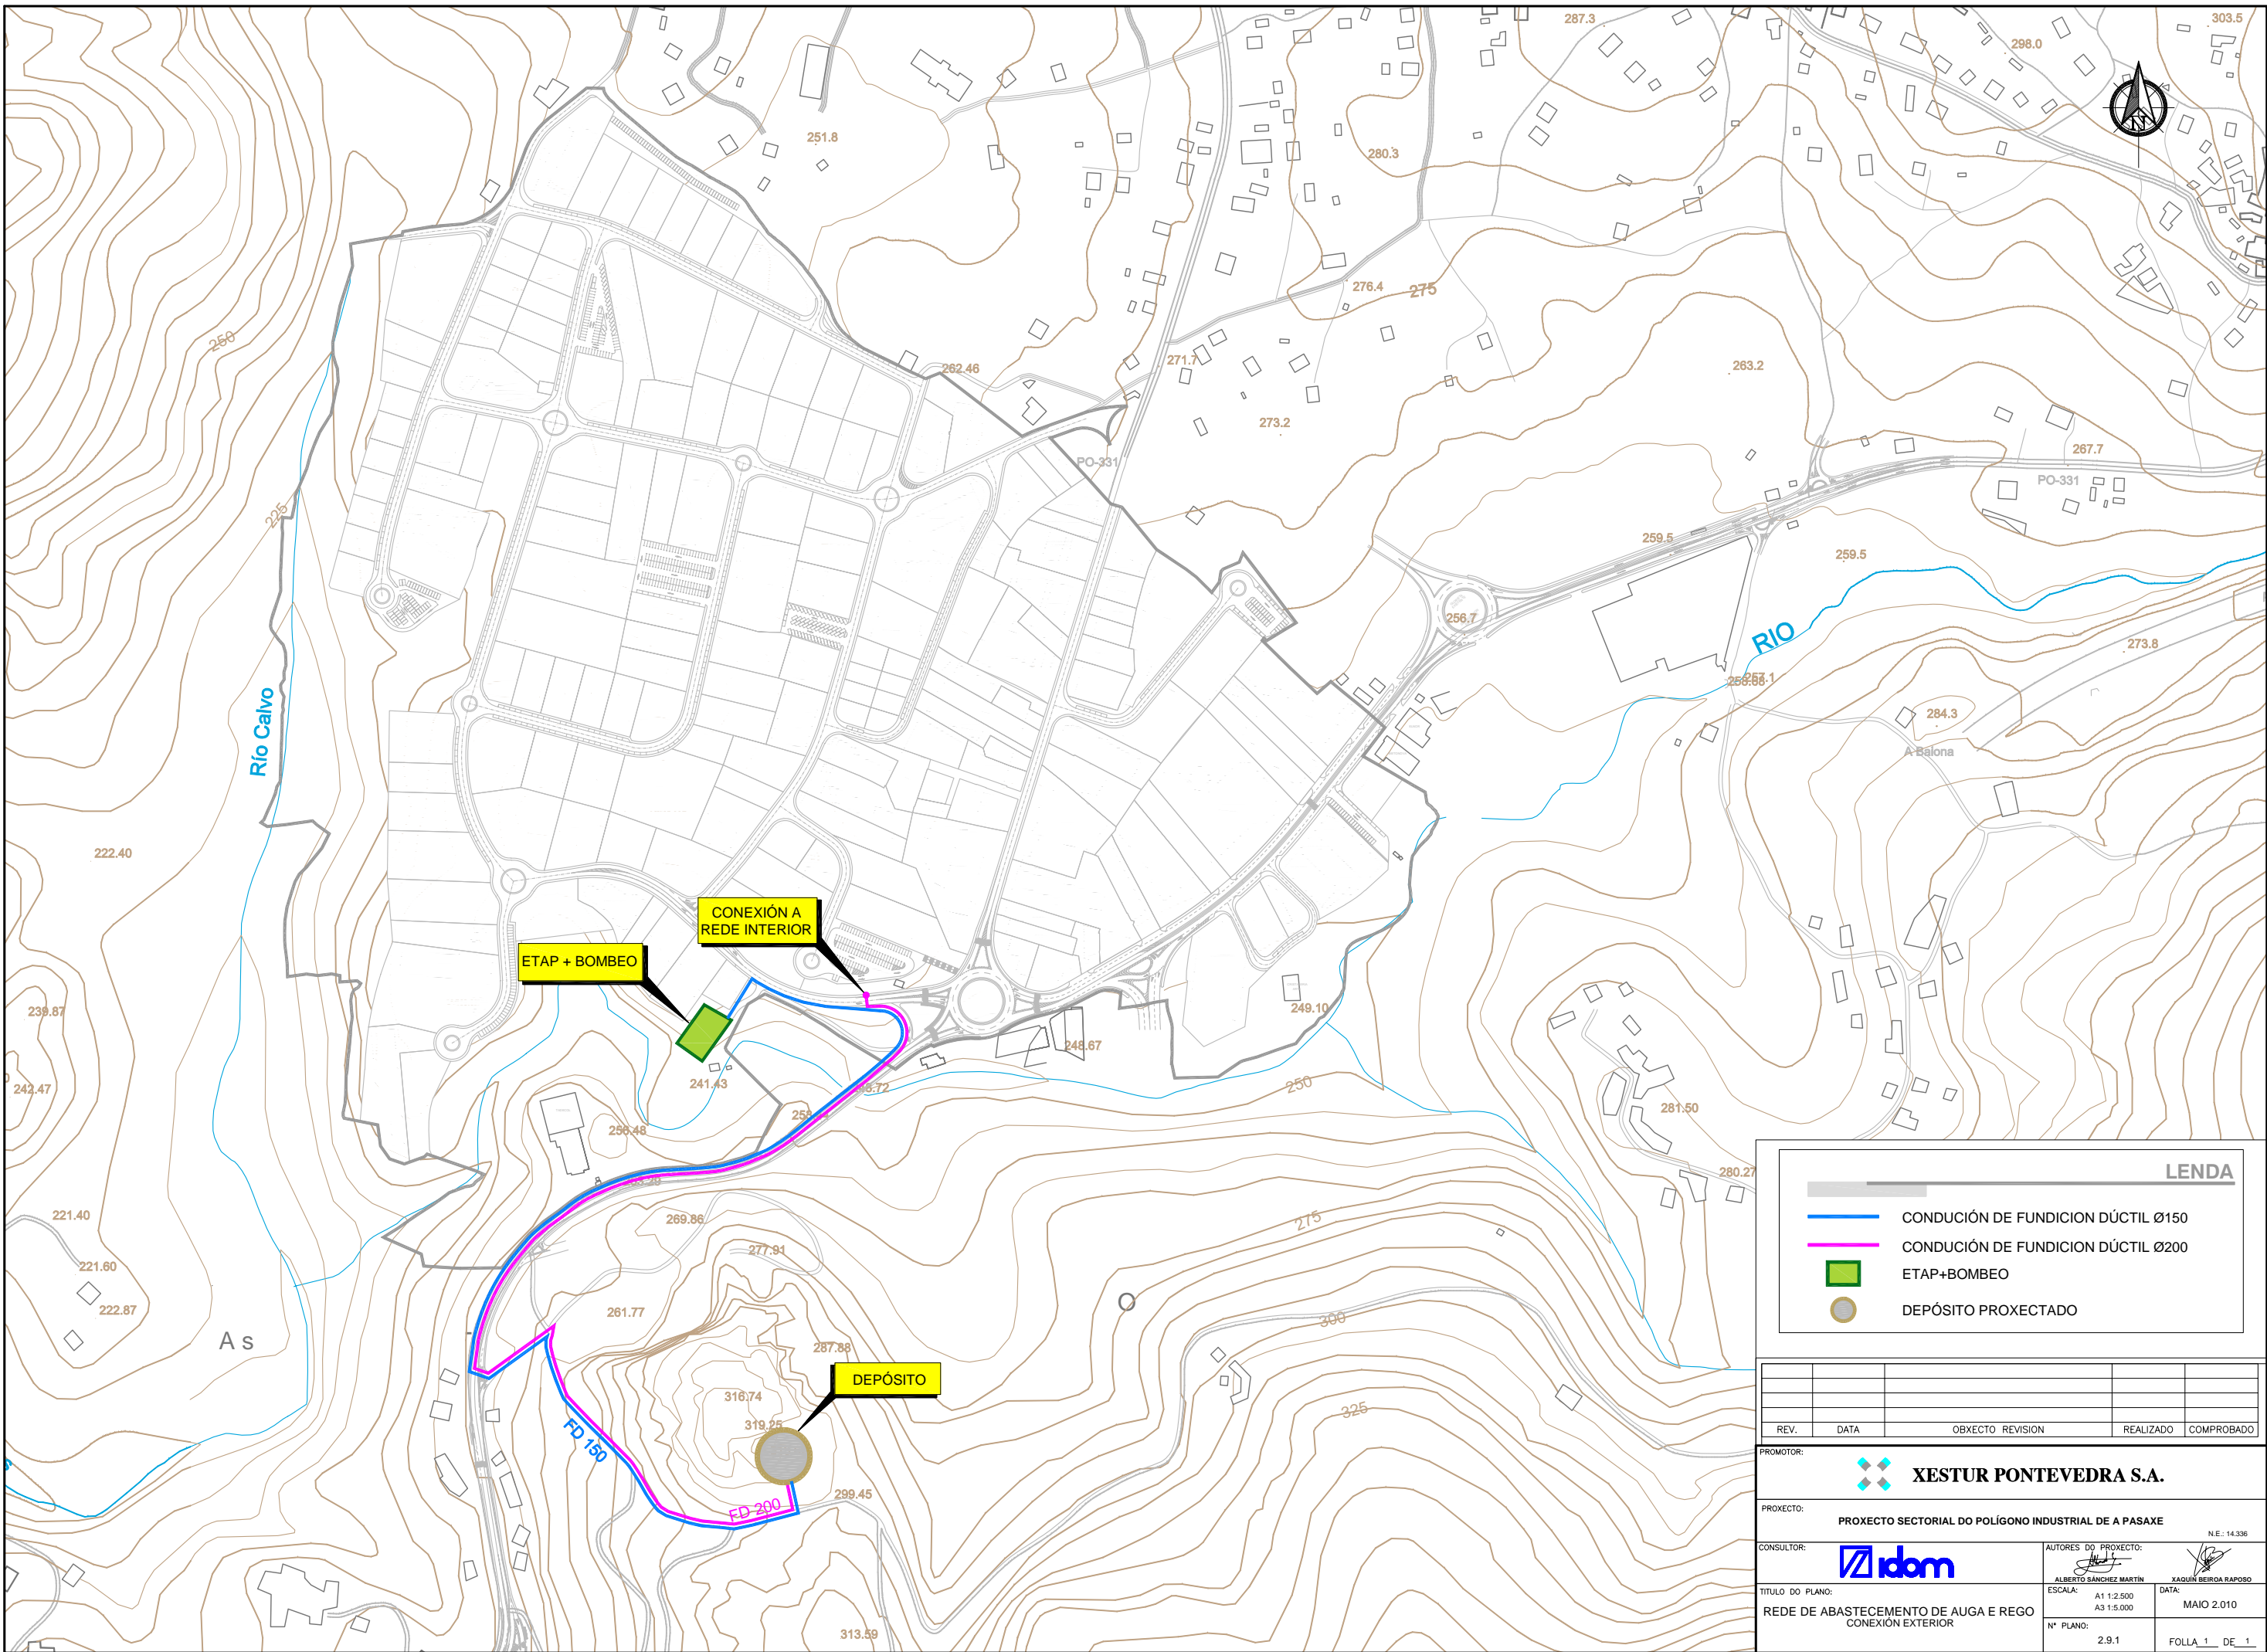 287.3
303.5
298.0
N
251.8
280.3
276.4
275
250
262.46
271.7
263.2
273.2
PO-331
267.7
PO-331
225
259.5
259.5
256.7
RIO
273.8
257.1
284.3
A Balona
Río Calvo
222.40
CONEXIÓN A
REDE INTERIOR
ETAP + BOMBEO
239.87
249.10
248.67
242.47
241.43
250
281.50
256.48
280.27
221.40
269.86
275
277.91
221.60
222.87
261.77
O
300
A s
287.88
DEPÓSITO
316.74
319.25
325
FD 150
299.45
FD 200
313.59
LENDA
CONDUCIÓN DE FUNDICION DÚCTIL Ø150
CONDUCIÓN DE FUNDICION DÚCTIL Ø200
ETAP+BOMBEO
DEPÓSITO PROXECTADO
REV. DATA OBXECTO REVISION REALIZADO COMPROBADO
PROMOTOR:
XESTUR PONTEVEDRA S.A.
PROXECTO:
PROXECTO SECTORIAL DO POLÍGONO INDUSTRIAL DE A PASAXE
N.E.: 14.336
CONSULTOR:
idom
AUTORES DO PROXECTO:
ALBERTO SÁNCHEZ MARTÍN
XAQUÍN BEIROA RAPOSO
TITULO DO PLANO:
REDE DE ABASTECEMENTO DE AUGA E REGO
CONEXIÓN EXTERIOR
ESCALA:
A1 1:2.500
A3 1:5.000
DATA:
MAIO 2.010
Nº PLANO:
2.9.1
FOLLA 1 DE 1